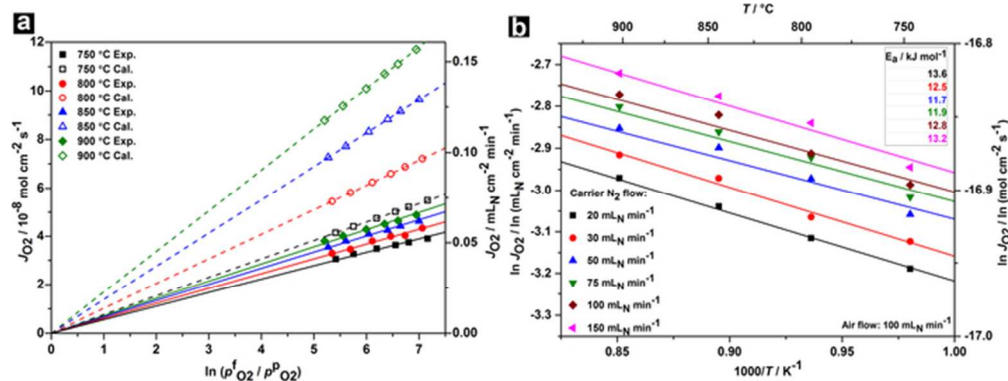 a
12
10
8
6
4
2
0
J_O2 / 10⁻⁸ mol cm⁻² s⁻¹
750 °C Exp.
750 °C Cal.
800 °C Exp.
800 °C Cal.
850 °C Exp.
850 °C Cal.
900 °C Exp.
900 °C Cal.
0.15
0.10
0.05
0.00
J_O2 / mL_N cm⁻² min⁻¹
0 1 2 3 4 5 6 7
ln (p^f_O2 / p^p_O2)
b
T / °C
900 850 800 750
-2.7
-2.8
-2.9
-3.0
-3.1
-3.2
-3.3
ln J_O2 / ln (mL_N cm⁻² min⁻¹)
E_a / kJ mol⁻¹
13.6
12.5
11.7
11.9
12.8
13.2
Carrier N₂ flow:
20 mL_N min⁻¹
30 mL_N min⁻¹
50 mL_N min⁻¹
75 mL_N min⁻¹
100 mL_N min⁻¹
150 mL_N min⁻¹
Air flow: 100 mL_N min⁻¹
-16.8
-16.9
-17.0
ln J_O2 / ln (mol cm⁻² s⁻¹)
0.85 0.90 0.95 1.00
1000/T / K⁻¹